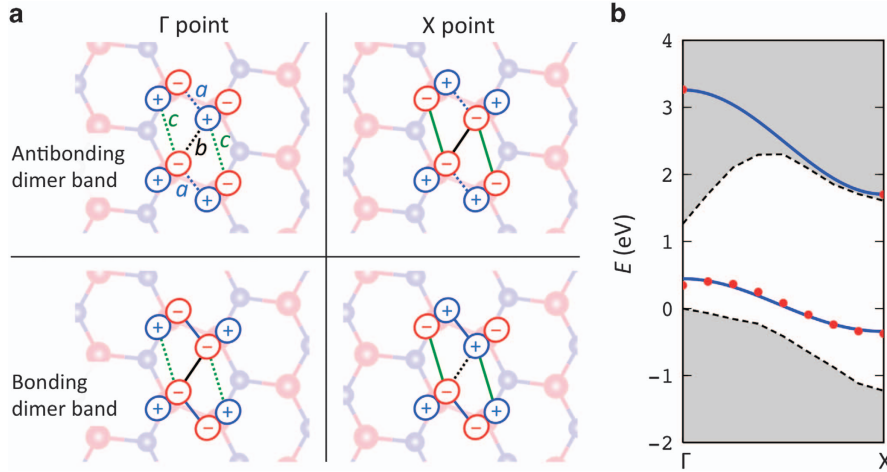 a
Γ point
X point
b
Antibonding
dimer band
− a −
+ + +
− +
c b c
−
+ a −
+
+ +
− −
− −
+ −
+
−
+ +
−
Bonding
dimer band
+
− −
+
− +
−
+ +
− +
−
− +
+ −
4
3
2
1
0
−1
−2
E (eV)
Γ
X